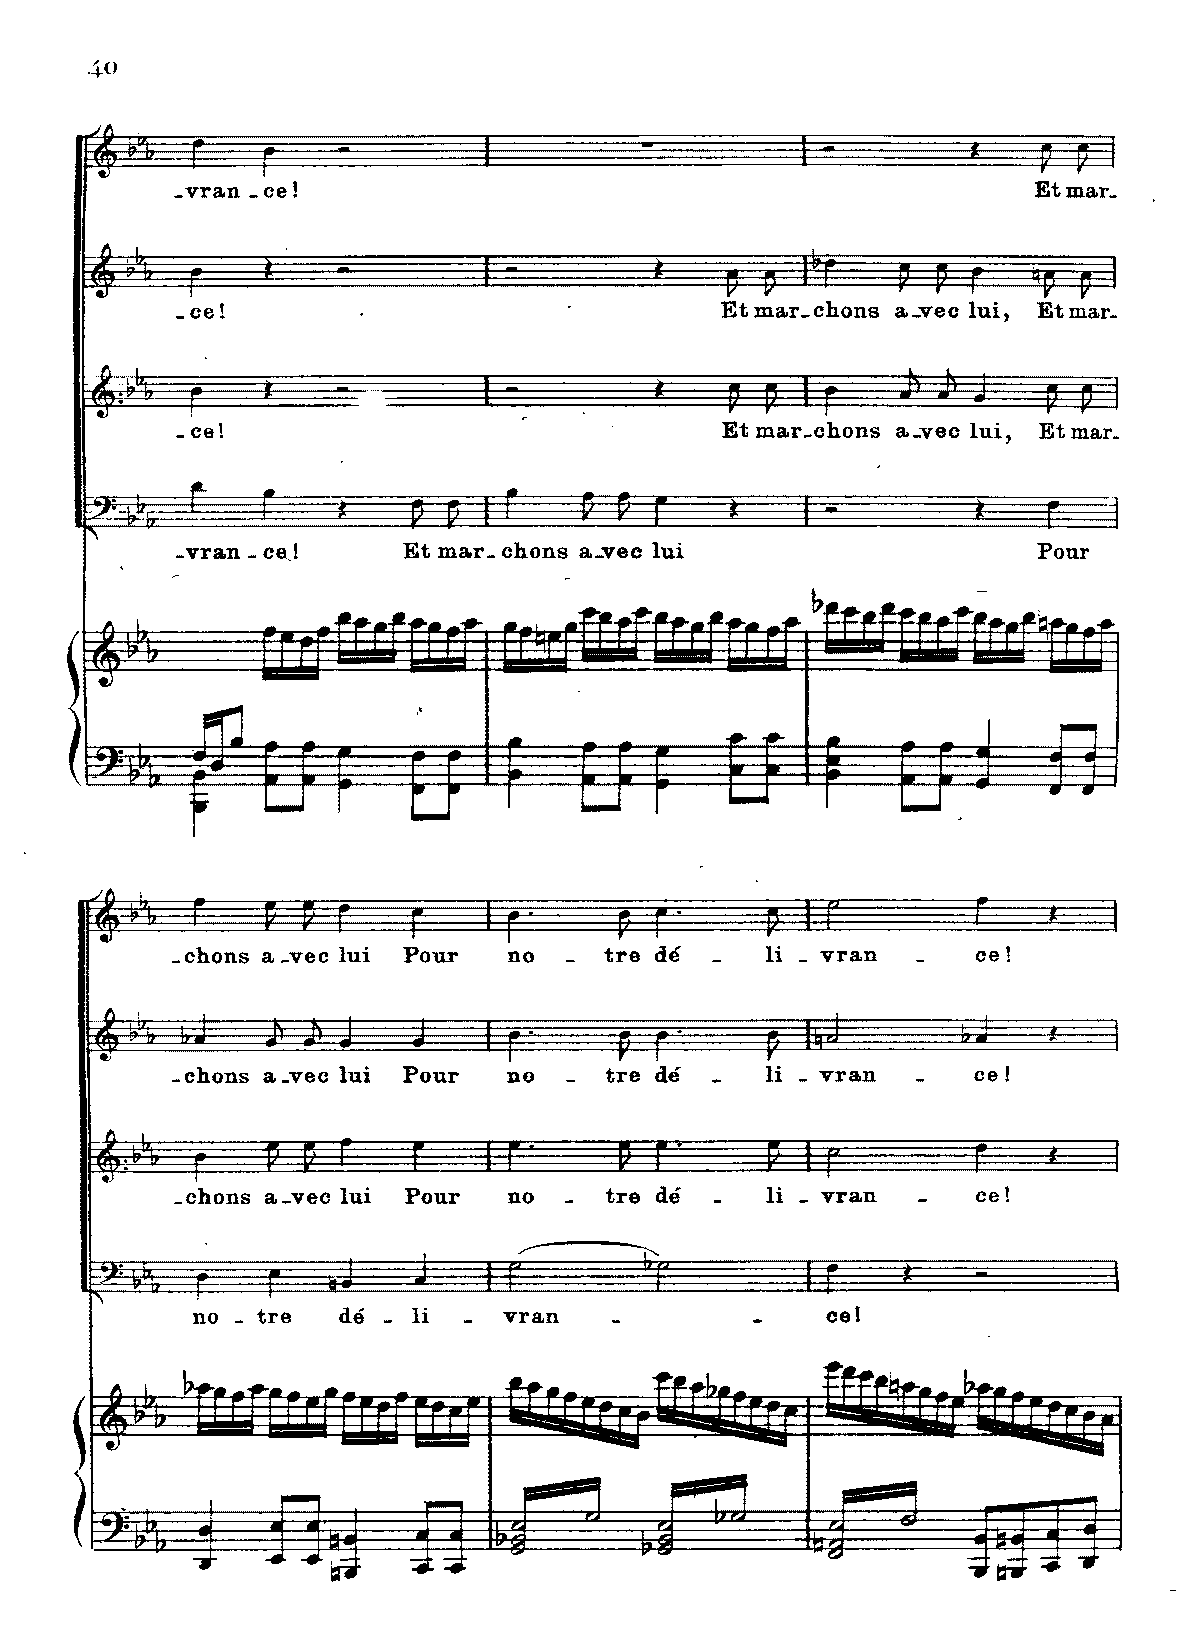 40
-vran-ce! Et mar-
-ce! Et mar-chons a-vec lui, Et mar-
-ce! Et mar-chons a-vec lui, Et mar-
-vran-ce! Et mar-chons a-vec lui Pour
-chons a-vec lui Pour no - tre dé - li - vran - ce!
-chons a-vec lui Pour no - tre dé - li - vran - ce!
-chons a-vec lui Pour no - tre dé - li - vran - ce!
no - tre dé - li - vran - - ce!